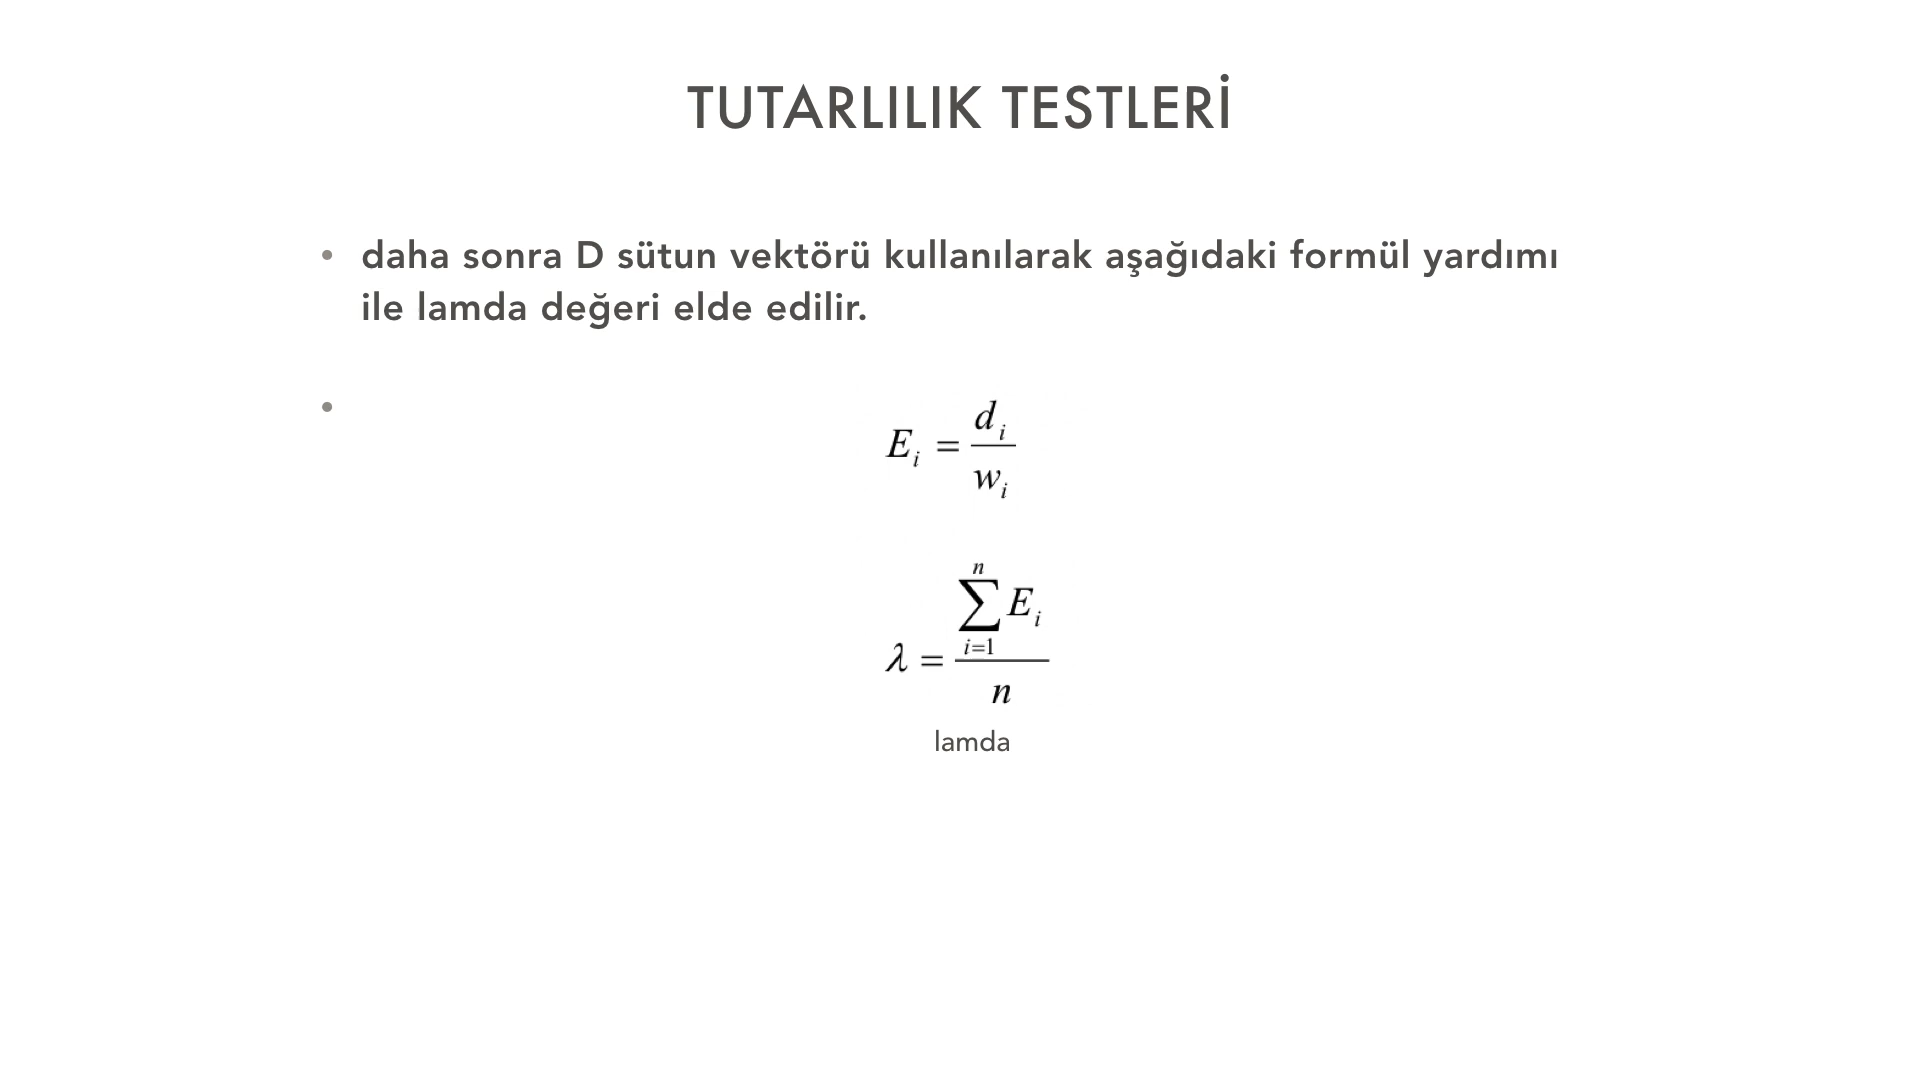 TUTARLILIK TESTLERİ
• daha sonra D sütun vektörü kullanılarak aşağıdaki formül yardımı
ile lamda değeri elde edilir.
•
E_i = d_i / w_i
λ = ∑_{i=1}^{n} E_i / n
lamda